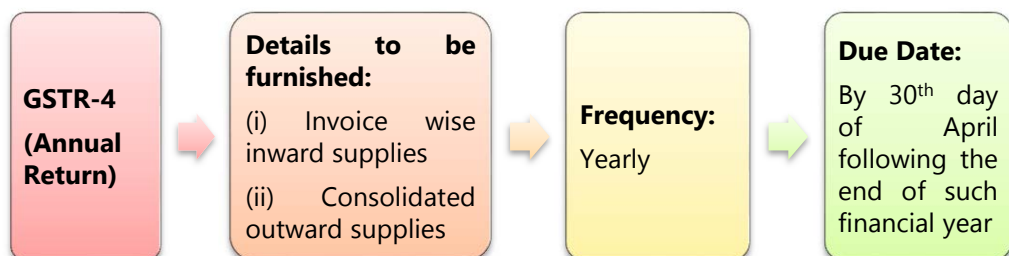 GSTR-4
(Annual
Return)
Details to be
furnished:
(i) Invoice wise
inward supplies
(ii) Consolidated
outward supplies
Frequency:
Yearly
Due Date:
By 30th day
of April
following the
end of such
financial year